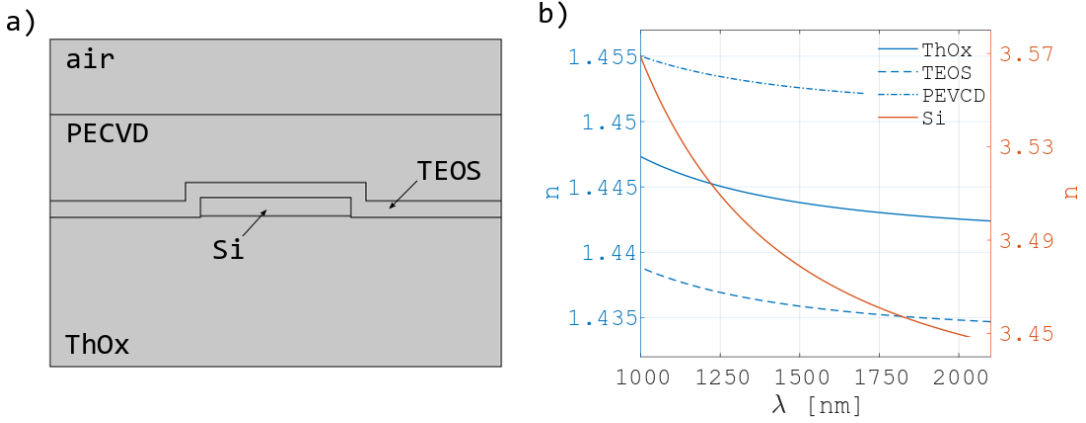 a)
air
PECVD
TEOS
Si
ThOx
b)
n
1.455
1.45
1.445
1.44
1.435
ThOx
TEOS
PEVCD
Si
3.57
3.53
3.49
3.45
n
1000 1250 1500 1750 2000
λ [nm]